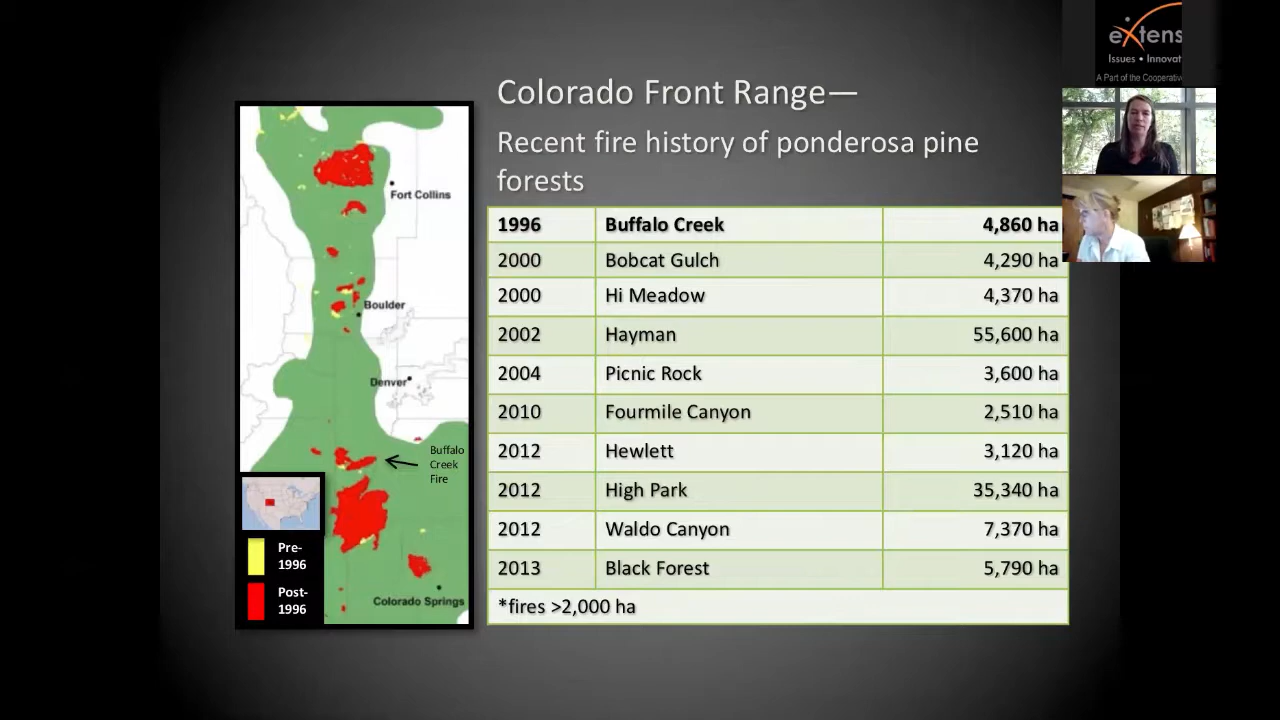 eXtens
Issues • Innovat
A Part of the Cooperativ
Colorado Front Range—
Recent fire history of ponderosa pine
forests
Fort Collins
Boulder
Denver
Buffalo
Creek
Fire
Colorado Springs
Pre-
1996
Post-
1996
1996 Buffalo Creek 4,860 ha
2000 Bobcat Gulch 4,290 ha
2000 Hi Meadow 4,370 ha
2002 Hayman 55,600 ha
2004 Picnic Rock 3,600 ha
2010 Fourmile Canyon 2,510 ha
2012 Hewlett 3,120 ha
2012 High Park 35,340 ha
2012 Waldo Canyon 7,370 ha
2013 Black Forest 5,790 ha
*fires >2,000 ha